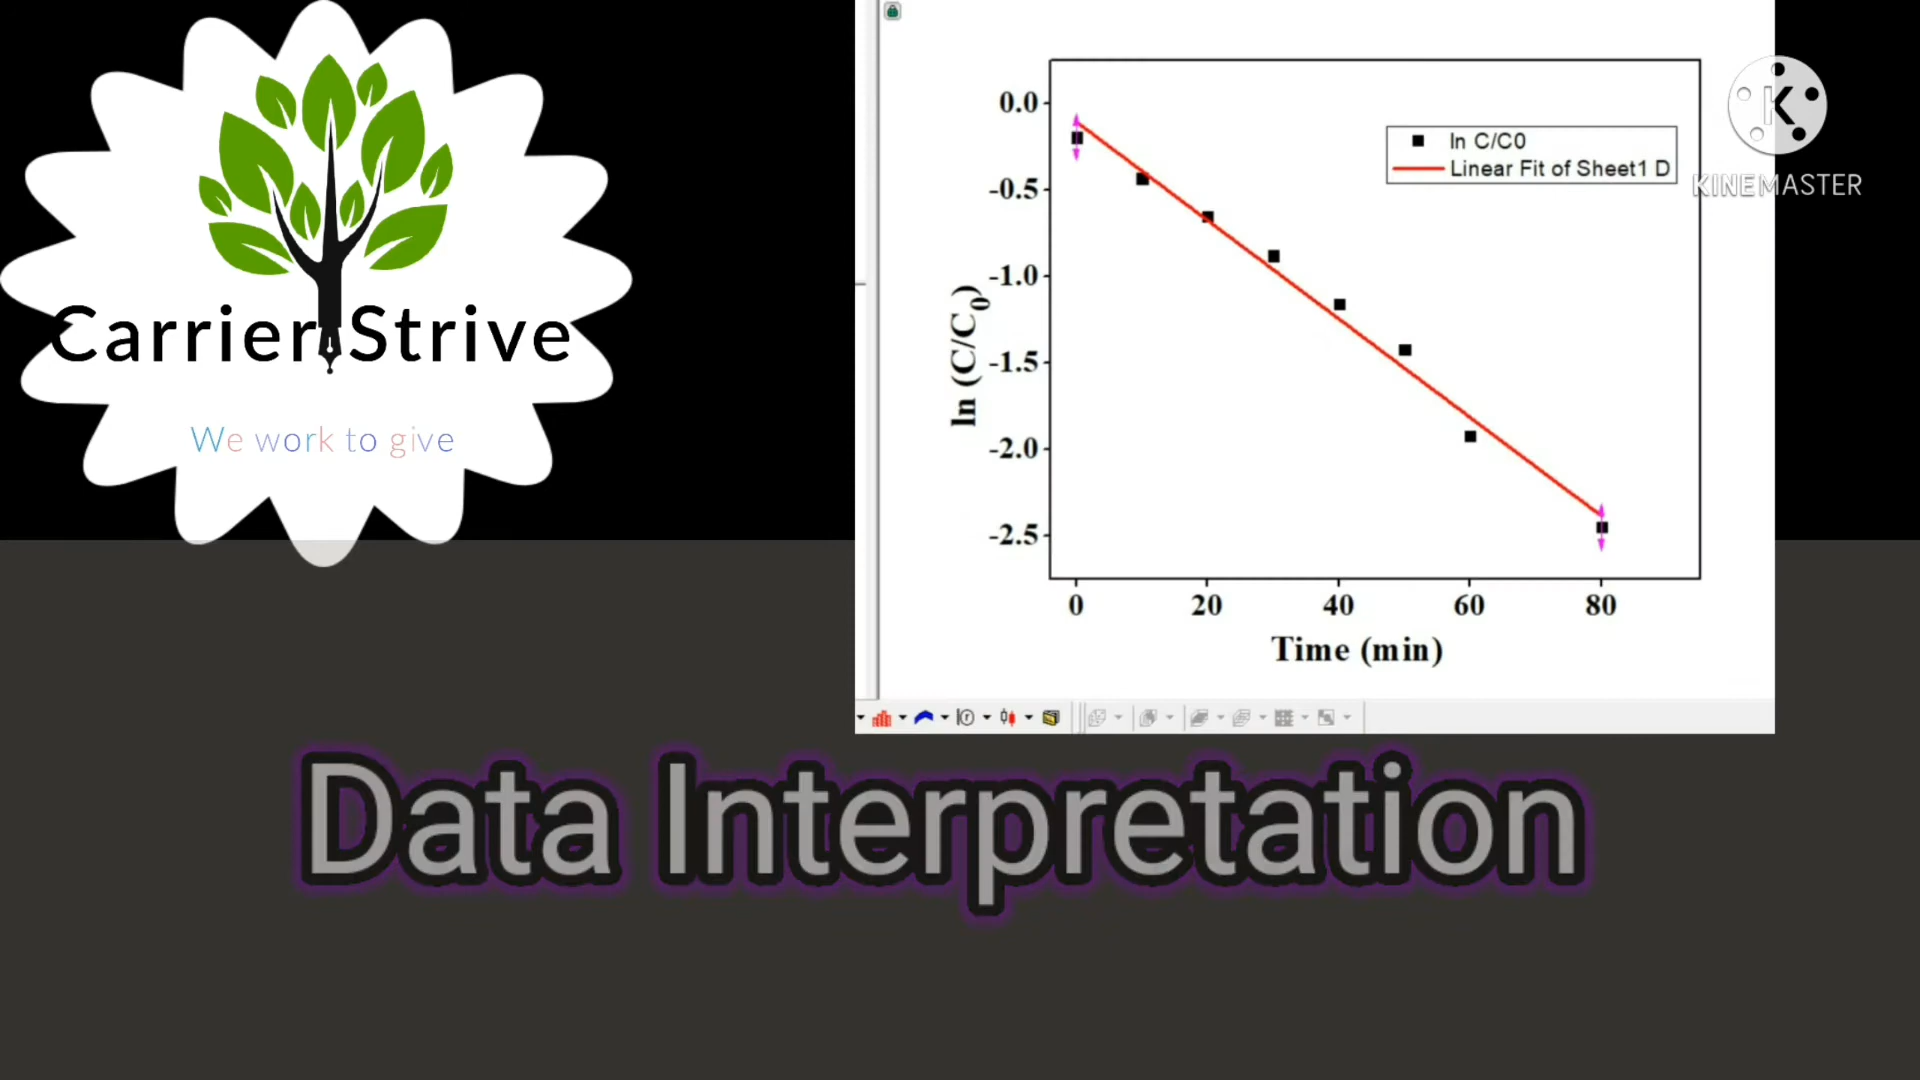 Carrier Strive
We work to give
0.0
-0.5
-1.0
-1.5
-2.0
-2.5
ln (C/C0)
ln C/C0
Linear Fit of Sheet1 D
0 20 40 60 80
Time (min)
K
KINEMASTER
Data Interpretation